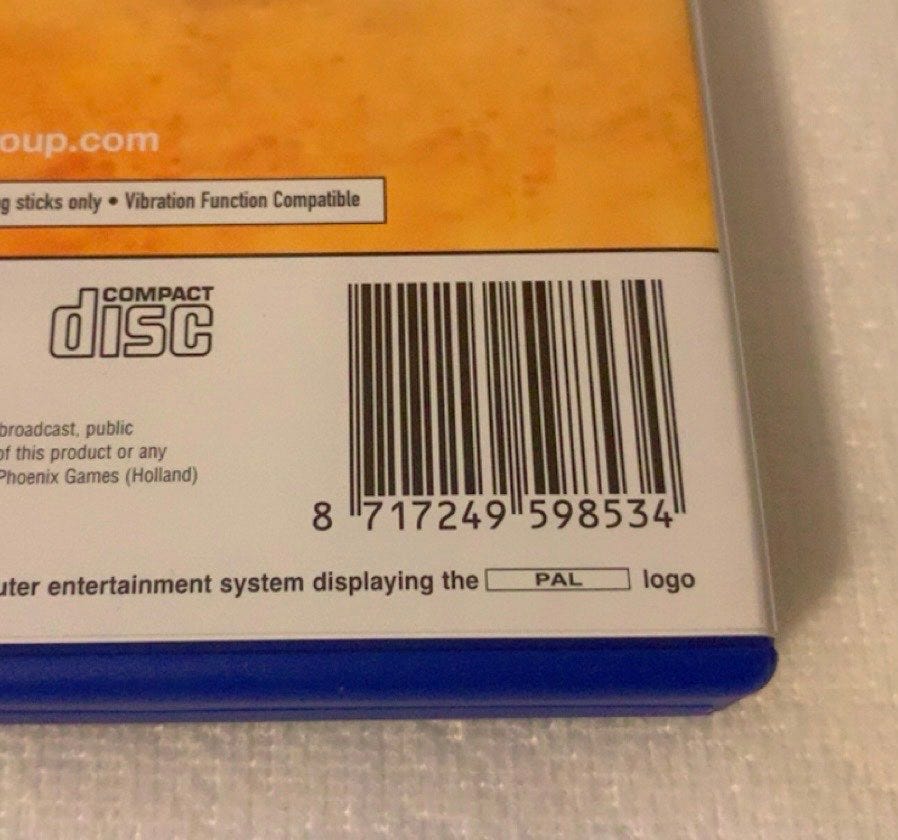 oup.com
g sticks only • Vibration Function Compatible
COMPACT
disc
broadcast, public
of this product or any
Phoenix Games (Holland)
8 717249 598534
uter entertainment system displaying the PAL logo